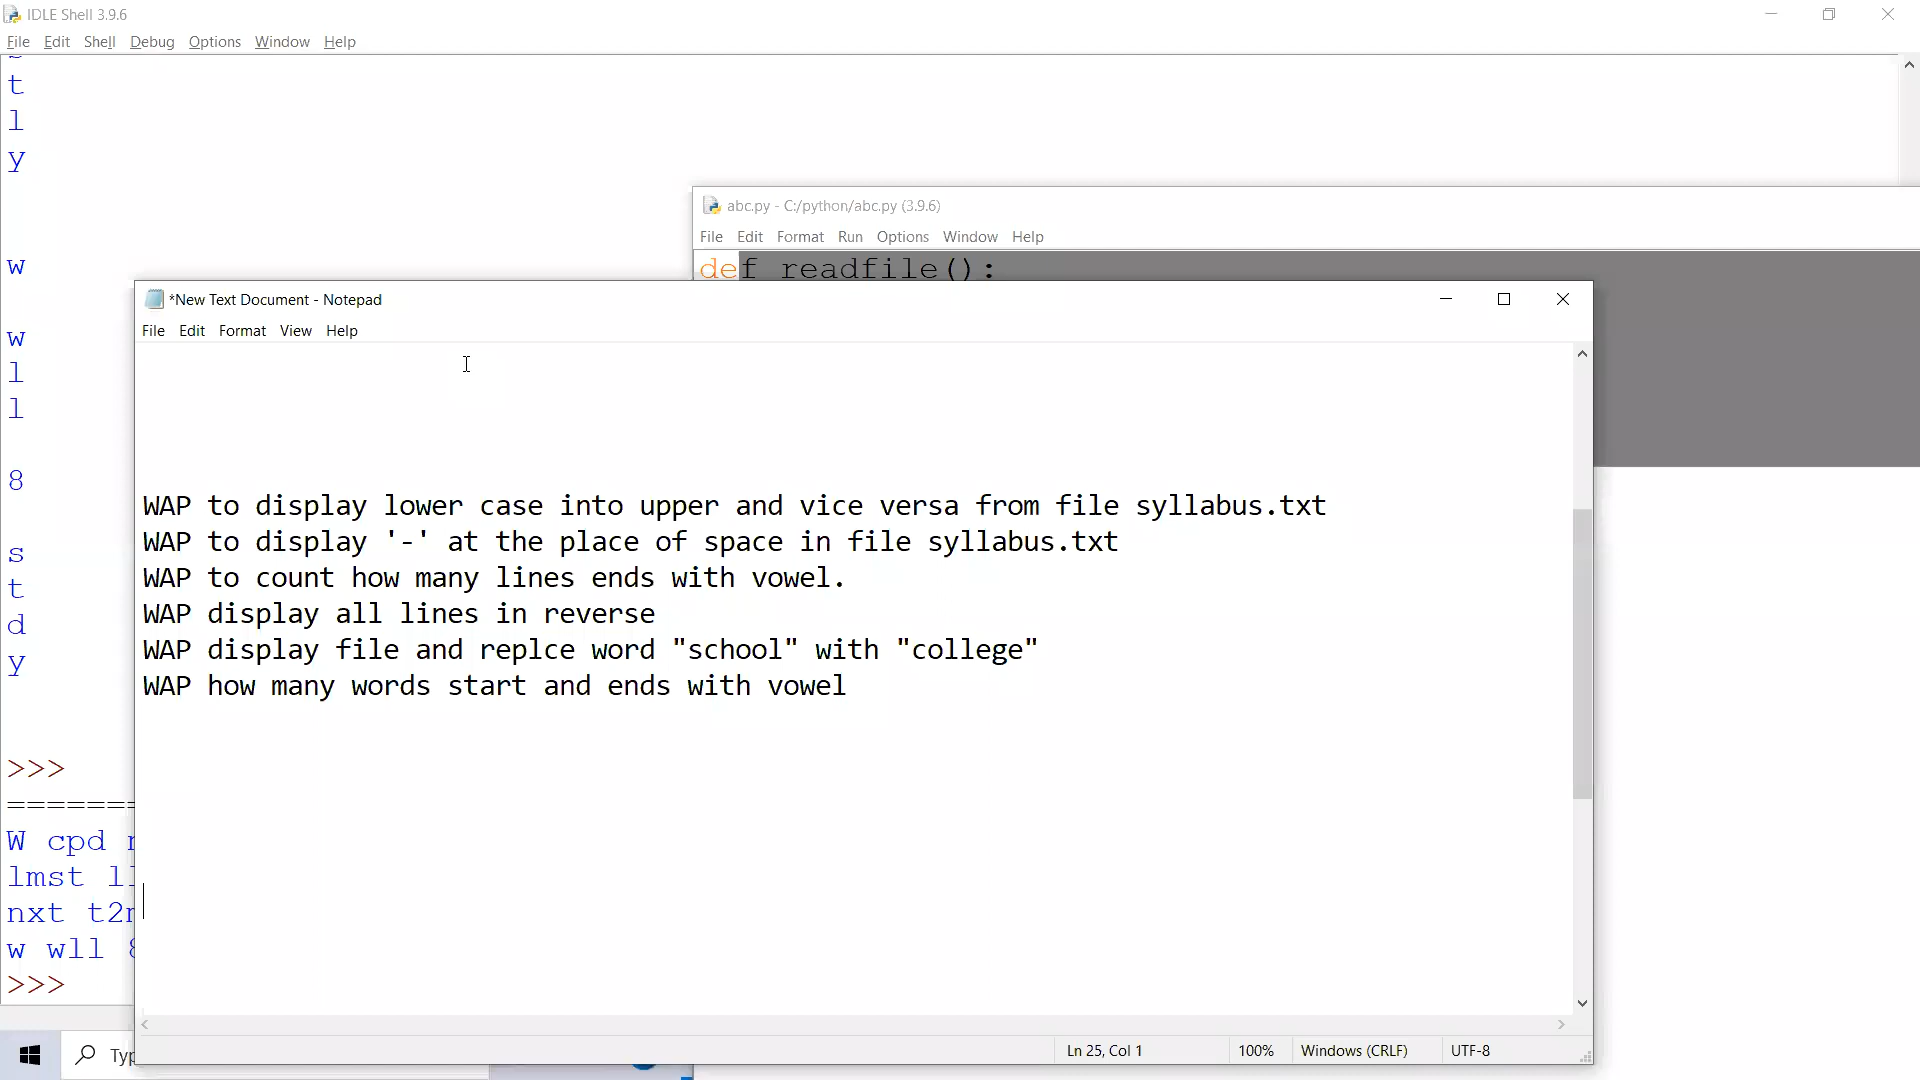 IDLE Shell 3.9.6
File Edit Shell Debug Options Window Help
t
l
y
w
w
l
l
8
s
t
d
y
>>>
========
W cpd
lmst
nxt
w wll
>>>
abc.py - C:/python/abc.py (3.9.6)
File Edit Format Run Options Window Help
def readfile():
*New Text Document - Notepad
File Edit Format View Help
WAP to display lower case into upper and vice versa from file syllabus.txt
WAP to display '-' at the place of space in file syllabus.txt
WAP to count how many lines ends with vowel.
WAP display all lines in reverse
WAP display file and replce word "school" with "college"
WAP how many words start and ends with vowel
Ln 25, Col 1 100% Windows (CRLF) UTF-8